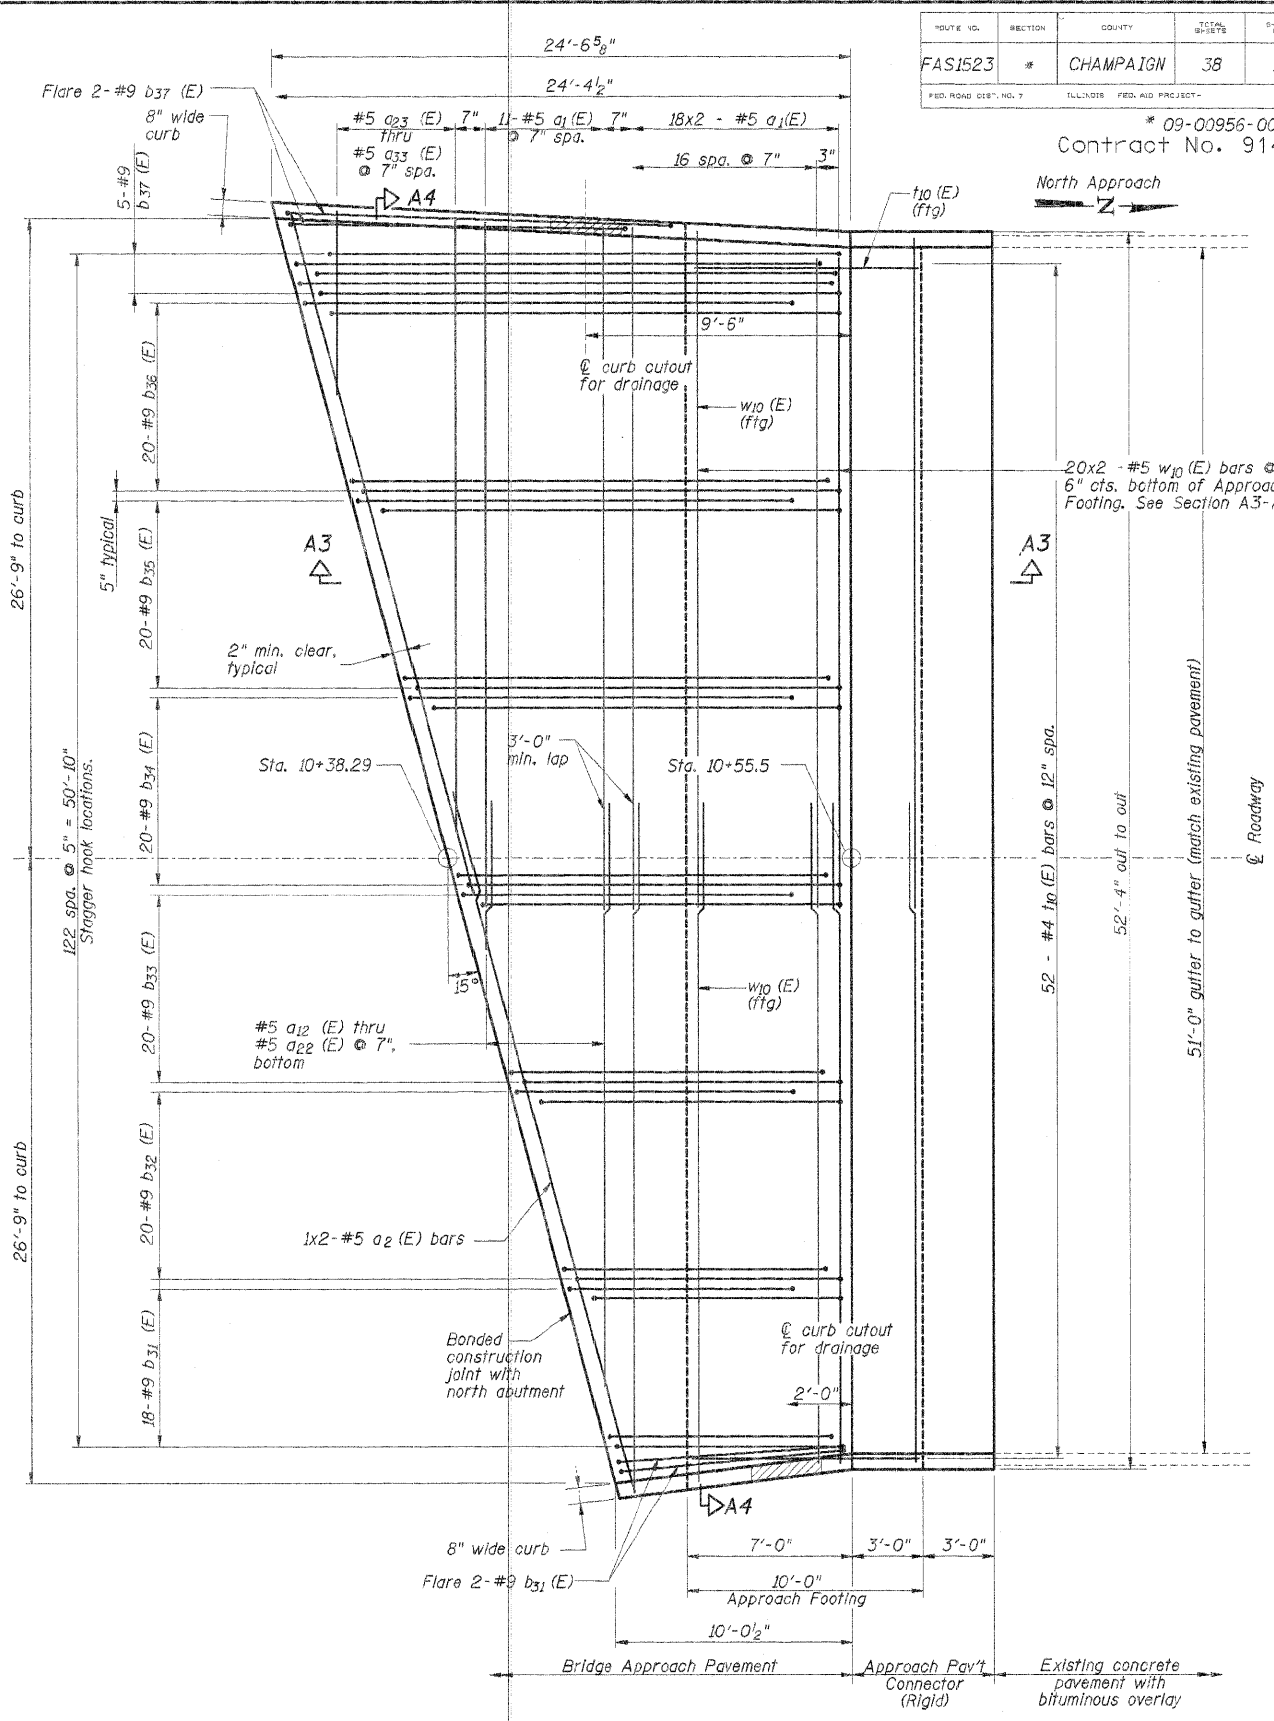 ROUTE NO.
SECTION
COUNTY
TOTAL SHEETS
FAS1523
*
CHAMPAIGN
38
FED. ROAD DIST. NO. 7
ILLINOIS
FED. AID PROJECT-
* 09-00956-00
Contract No. 914
North Approach
Z
24'-6 5/8"
24'-4 1/2"
Flare 2-#9 b37 (E)
8" wide
curb
#5 a23 (E)
thru
#5 a33 (E)
@ 7" spa.
7"
11-#5 a1(E)
@ 7" spa.
7"
18x2 - #5 a1(E)
16 spa. @ 7"
3"
5-#9
b37 (E)
A4
t10 (E)
(ftg)
9'-6"
℄ curb cutout
for drainage
w10 (E)
(ftg)
20x2 - #5 w10 (E) bars @
6" cts. bottom of Approac
Footing. See Section A3-
20-#9 b36 (E)
26'-9" to curb
5" typical
A3
A3
20-#9 b35 (E)
2" min. clear,
typical
122 spa. @ 5" = 50'-10"
Stagger hook locations.
20-#9 b34 (E)
Sta. 10+38.29
3'-0"
min. lap
Sta. 10+55.5
52 - #4 t10 (E) bars @ 12" spa.
52'-4" out to out
51'-0" gutter to gutter (match existing pavement)
℄ Roadway
20-#9 b33 (E)
15°
w10 (E)
(ftg)
#5 a12 (E) thru
#5 a22 (E) @ 7",
bottom
20-#9 b32 (E)
26'-9" to curb
1x2-#5 a2 (E) bars
18-#9 b31 (E)
Bonded
construction
joint with
north abutment
℄ curb cutout
for drainage
2'-0"
A4
8" wide curb
Flare 2-#9 b31 (E)
7'-0"
3'-0"
3'-0"
10'-0"
Approach Footing
10'-0 1/2"
Bridge Approach Pavement
Approach Pav't
Connector
(Rigid)
Existing concrete
pavement with
bituminous overlay